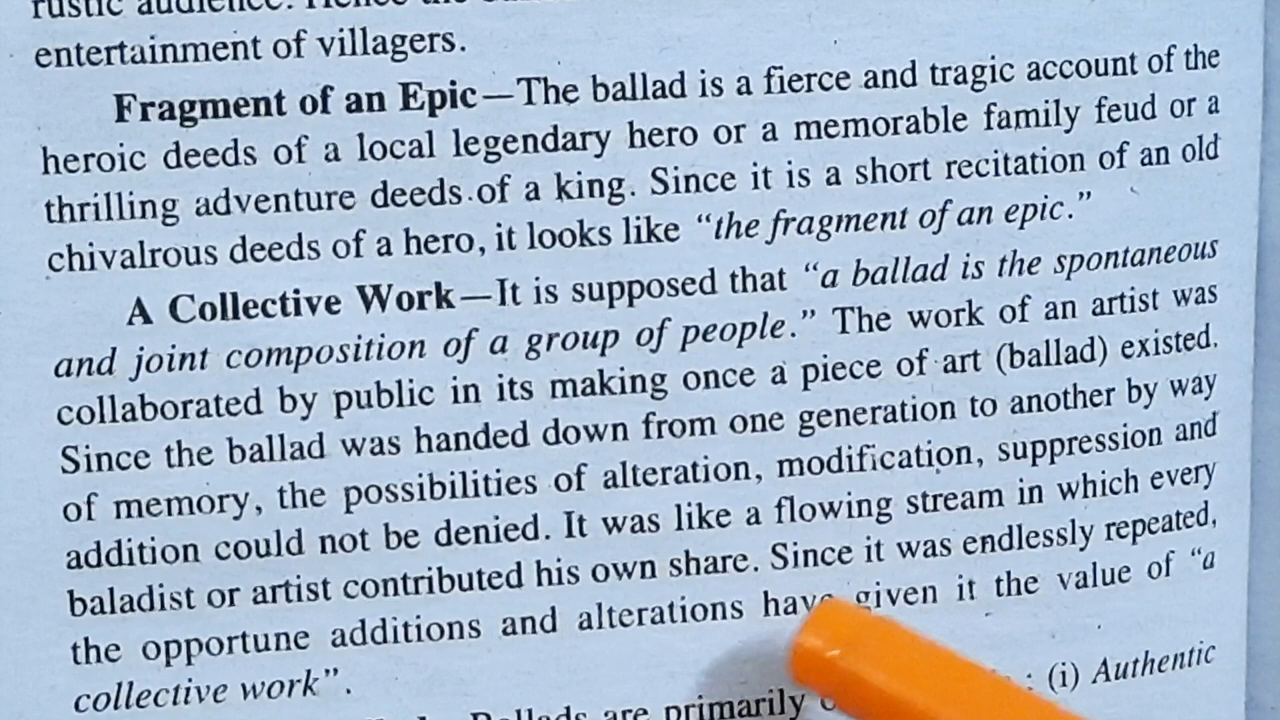 rustic audience. Hence the
entertainment of villagers.
Fragment of an Epic—The ballad is a fierce and tragic account of the
heroic deeds of a local legendary hero or a memorable family feud or a
thrilling adventure deeds of a king. Since it is a short recitation of an old
chivalrous deeds of a hero, it looks like “the fragment of an epic.”
A Collective Work—It is supposed that “a ballad is the spontaneous
and joint composition of a group of people.” The work of an artist was
collaborated by public in its making once a piece of art (ballad) existed.
Since the ballad was handed down from one generation to another by way
of memory, the possibilities of alteration, modification, suppression and
addition could not be denied. It was like a flowing stream in which every
baladist or artist contributed his own share. Since it was endlessly repeated,
the opportune additions and alterations have given it the value of “a
collective work”.
Ballads are primarily : (i) Authentic